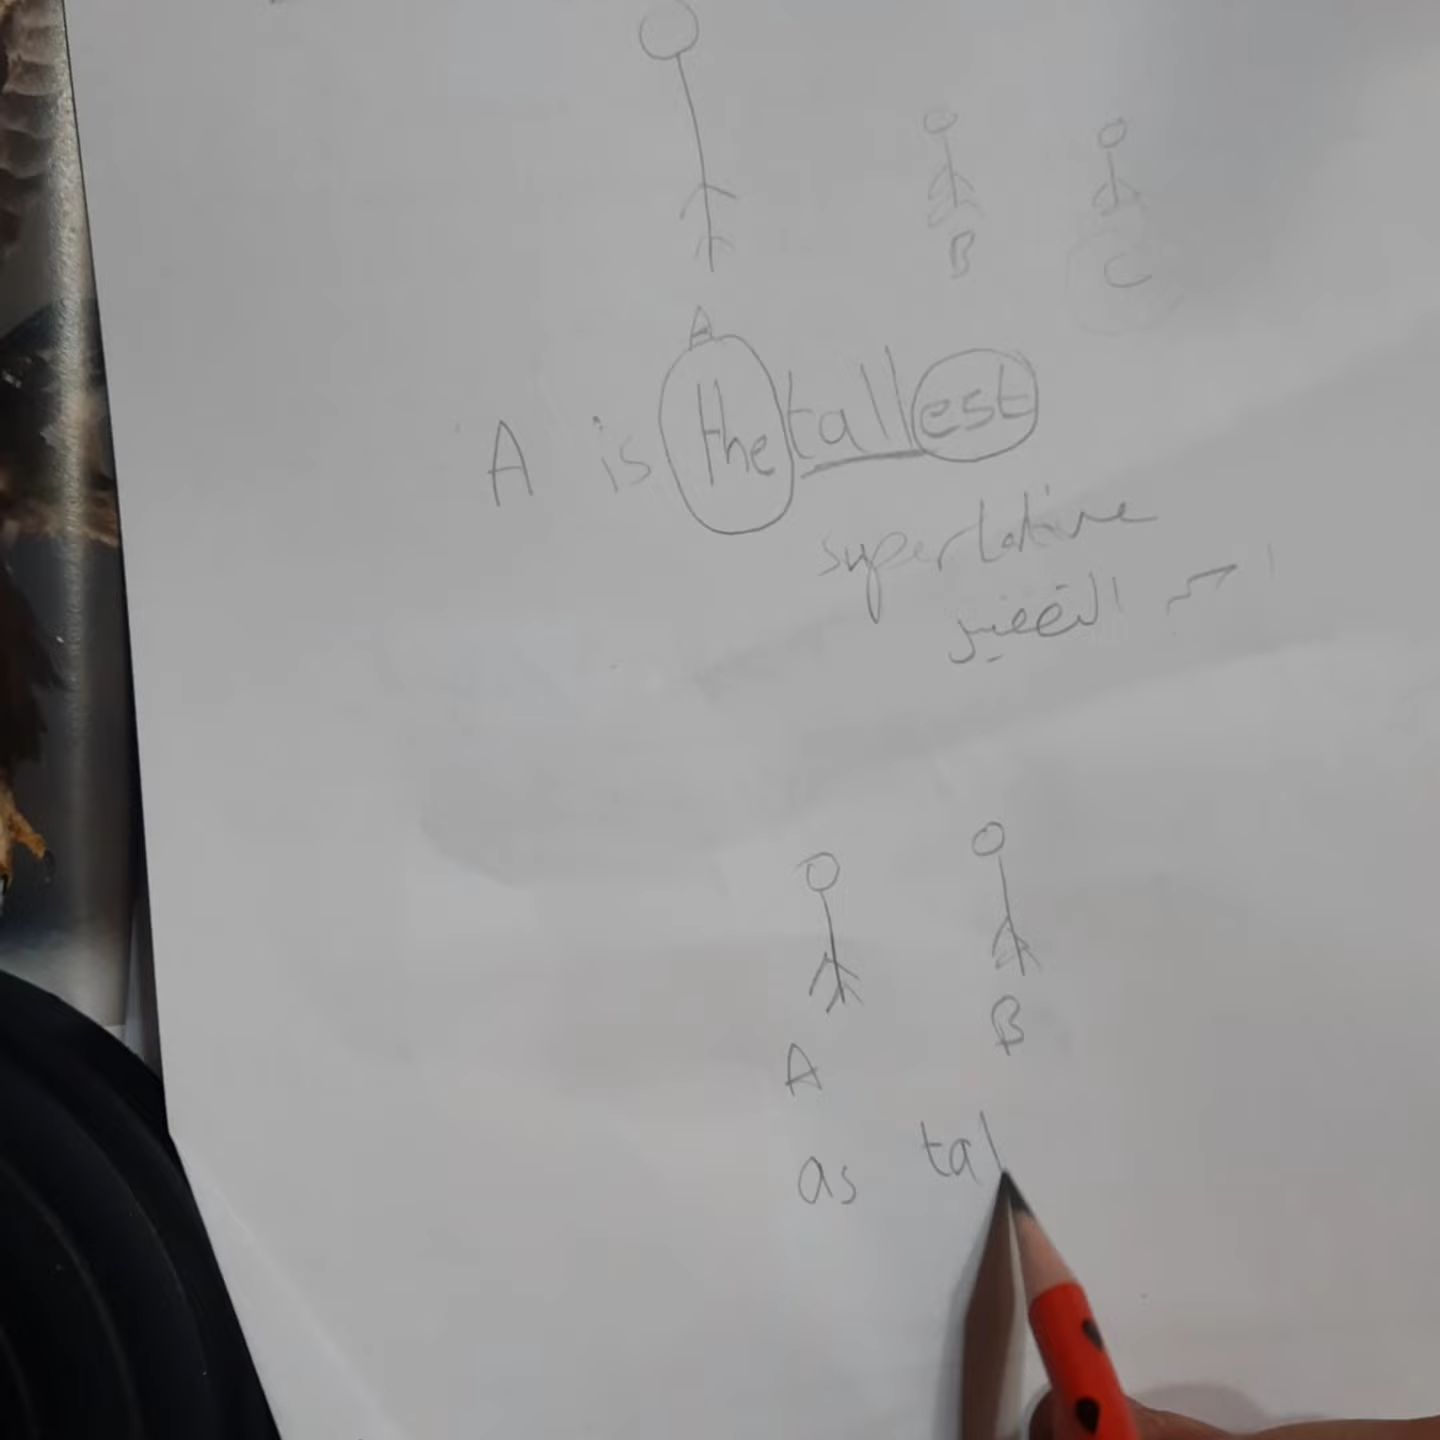 B
C
A
A is the tallest
superlative
التفضيل
B
A
as tal